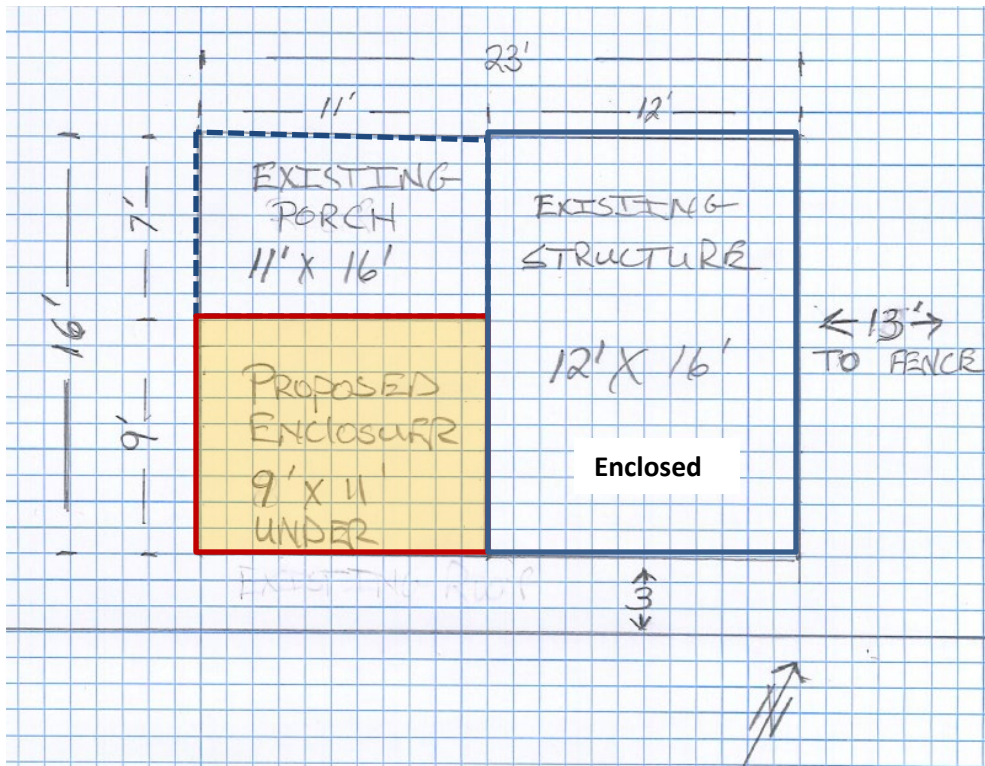 23'
11'
12'
EXISTING
PORCH
11' X 16'
EXISTING
STRUCTURE
12' X 16'
Enclosed
7'
16'
9'
←13'→
TO FENCE
PROPOSED
ENCLOSUER
9' X 11'
UNDER
EXISTING ROOF
3
N